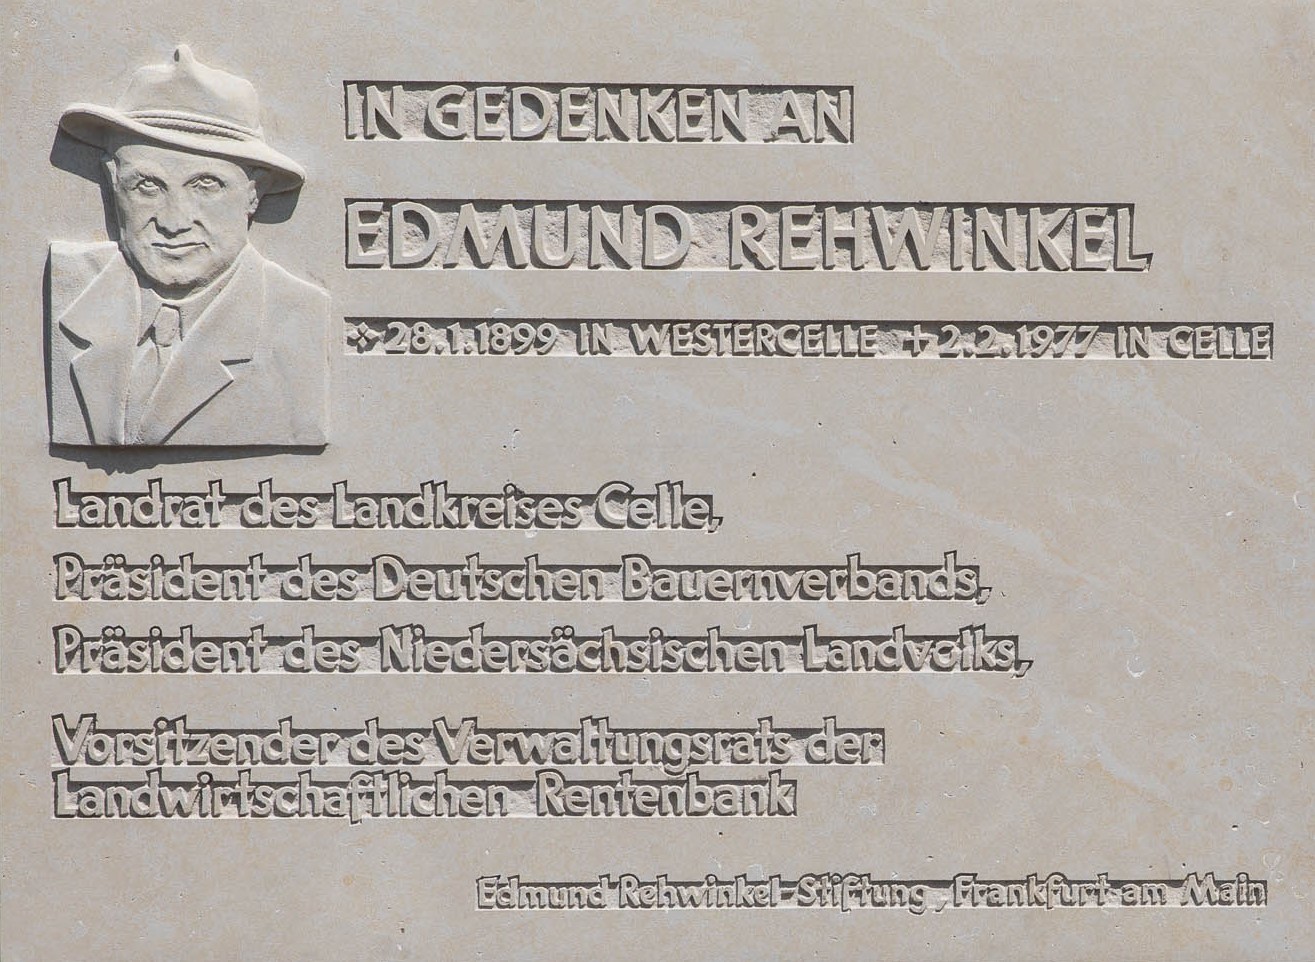 IN GEDENKEN AN
EDMUND REHWINKEL
✣ 28.1.1899 IN WESTERCELLE + 2.2.1977 IN CELLE
Landrat des Landkreises Celle,
Präsident des Deutschen Bauernverbands,
Präsident des Niedersächsischen Landvolks,
Vorsitzender des Verwaltungsrats der
Landwirtschaftlichen Rentenbank
Edmund Rehwinkel-Stiftung, Frankfurt am Main